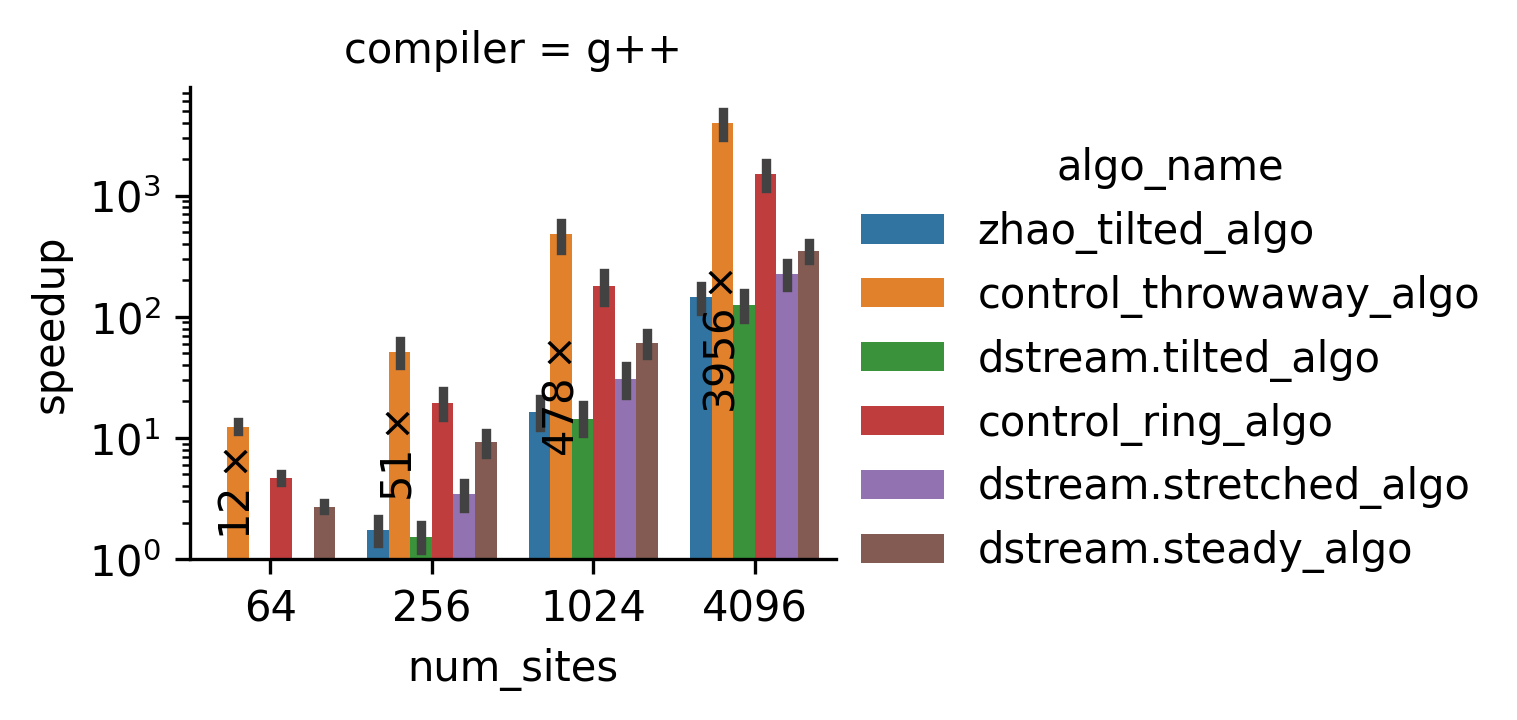 compiler = g++
speedup
10³
10²
10¹
10⁰
12×
51×
478×
3956×
64
256
1024
4096
num_sites
algo_name
zhao_tilted_algo
control_throwaway_algo
dstream.tilted_algo
control_ring_algo
dstream.stretched_algo
dstream.steady_algo